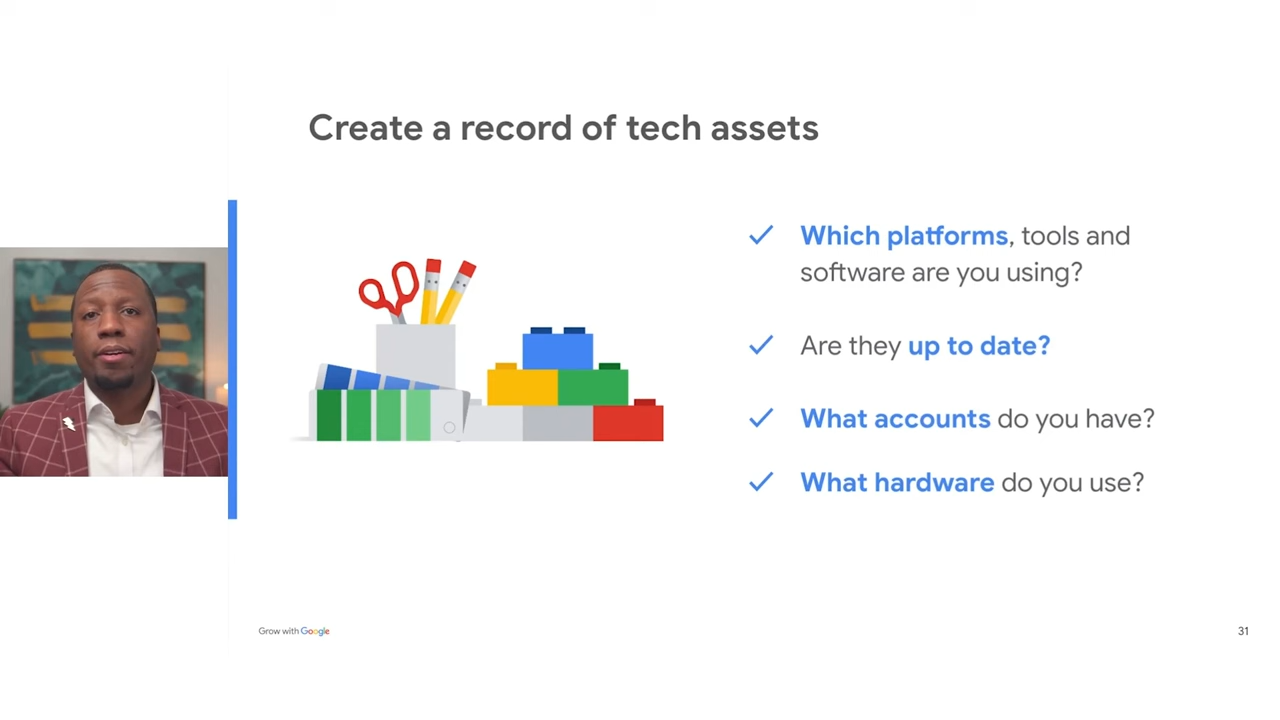 Create a record of tech assets
Which platforms, tools and
software are you using?
Are they up to date?
What accounts do you have?
What hardware do you use?
Grow with Google
31